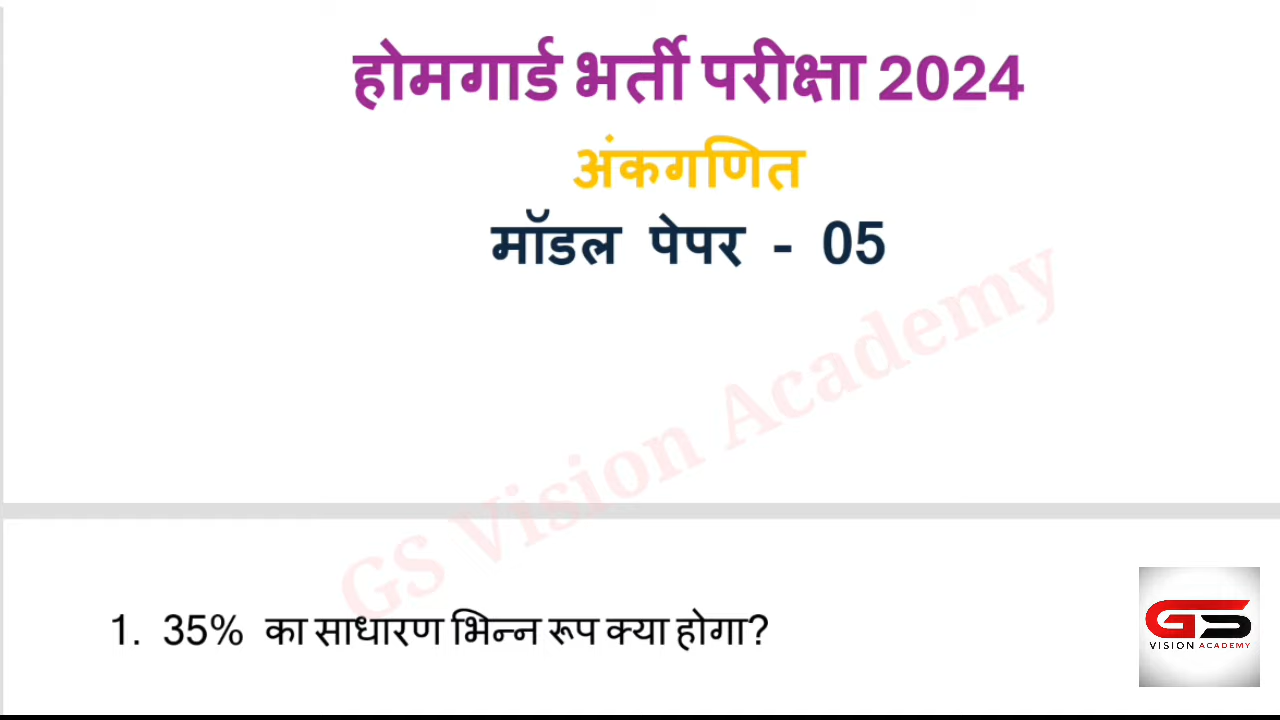 होमगार्ड भर्ती परीक्षा 2024
अंकगणित
मॉडल पेपर - 05
GS Vision Academy
1. 35% का साधारण भिन्न रूप क्या होगा?
GS
VISION ACADEMY